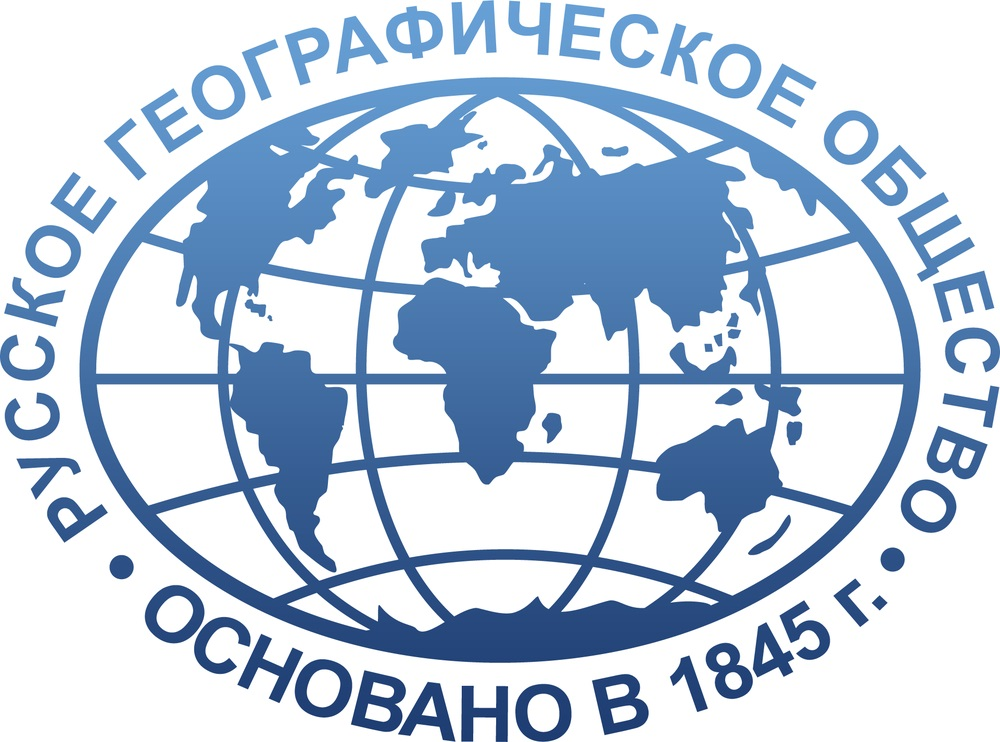 РУССКОЕ ГЕОГРАФИЧЕСКОЕ ОБЩЕСТВО
• ОСНОВАНО В 1845 г. •